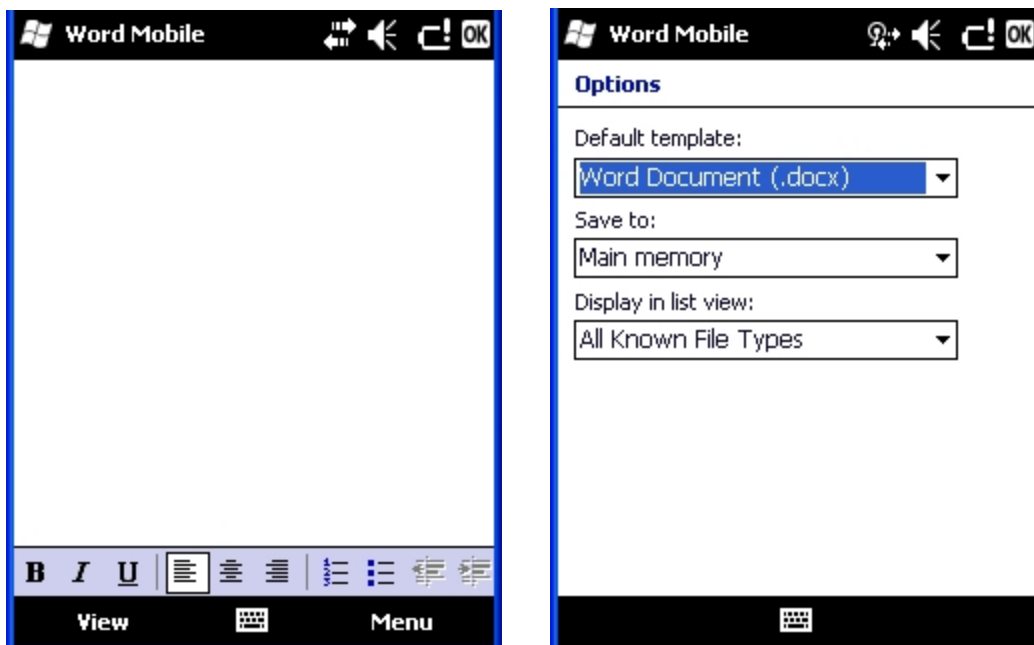 Word Mobile OK
B I U
View Menu
Word Mobile OK
Options
Default template:
Word Document (.docx)
Save to:
Main memory
Display in list view:
All Known File Types